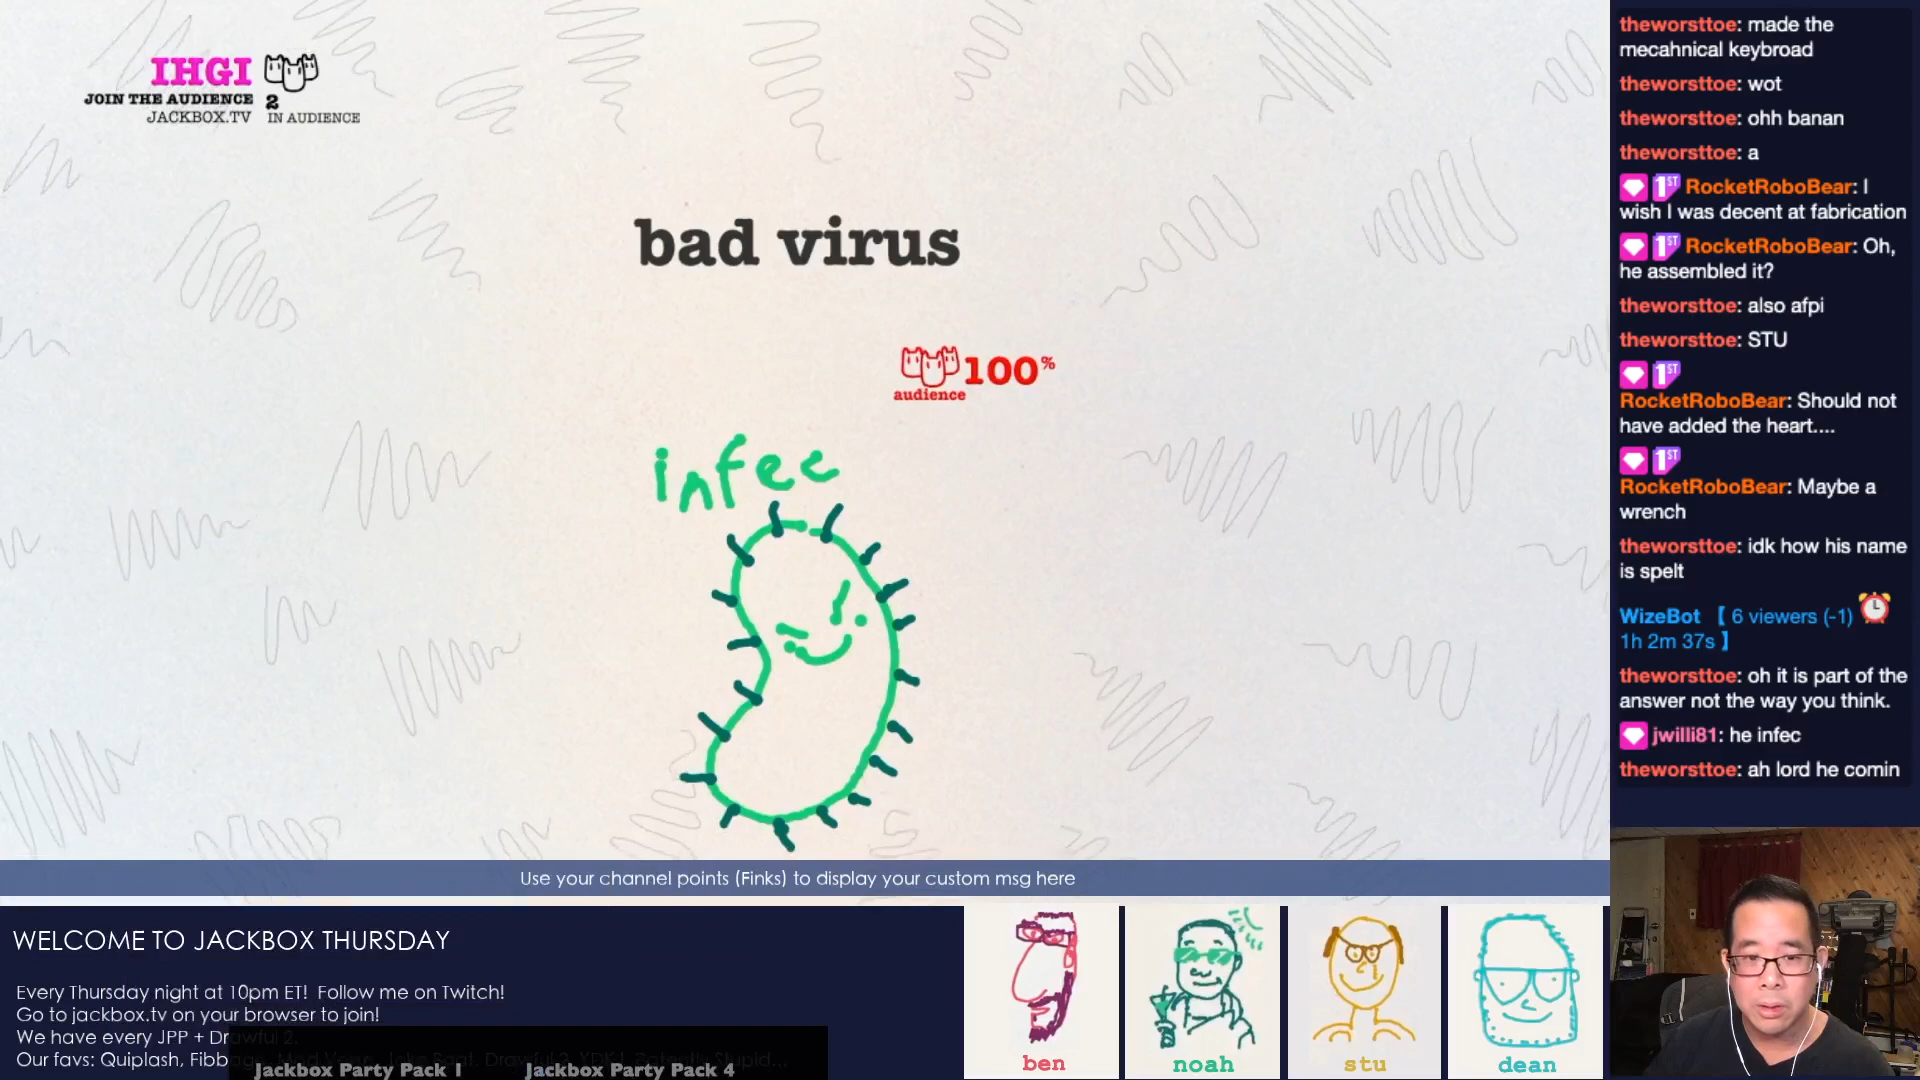 IHGI
JOIN THE AUDIENCE
JACKBOX.TV
2
IN AUDIENCE
bad virus
audience
100%
infec
Use your channel points (Finks) to display your custom msg here
WELCOME TO JACKBOX THURSDAY
Every Thursday night at 10pm ET! Follow me on Twitch!
Go to jackbox.tv on your browser to join!
We have every JPP + Drawful 2.
Our favs: Quiplash, Fibb
Jackbox Party Pack 1
Jackbox Party Pack 4
ben
noah
stu
dean
theworsttoe: made the
mecahnical keybroad
theworsttoe: wot
theworsttoe: ohh banan
theworsttoe: a
1ST RocketRoboBear: I
wish I was decent at fabrication
1ST RocketRoboBear: Oh,
he assembled it?
theworsttoe: also afpi
theworsttoe: STU
1ST
RocketRoboBear: Should not
have added the heart....
1ST
RocketRoboBear: Maybe a
wrench
theworsttoe: idk how his name
is spelt
WizeBot 【 6 viewers (-1)
1h 2m 37s 】
theworsttoe: oh it is part of the
answer not the way you think.
jwilli81: he infec
theworsttoe: ah lord he comin